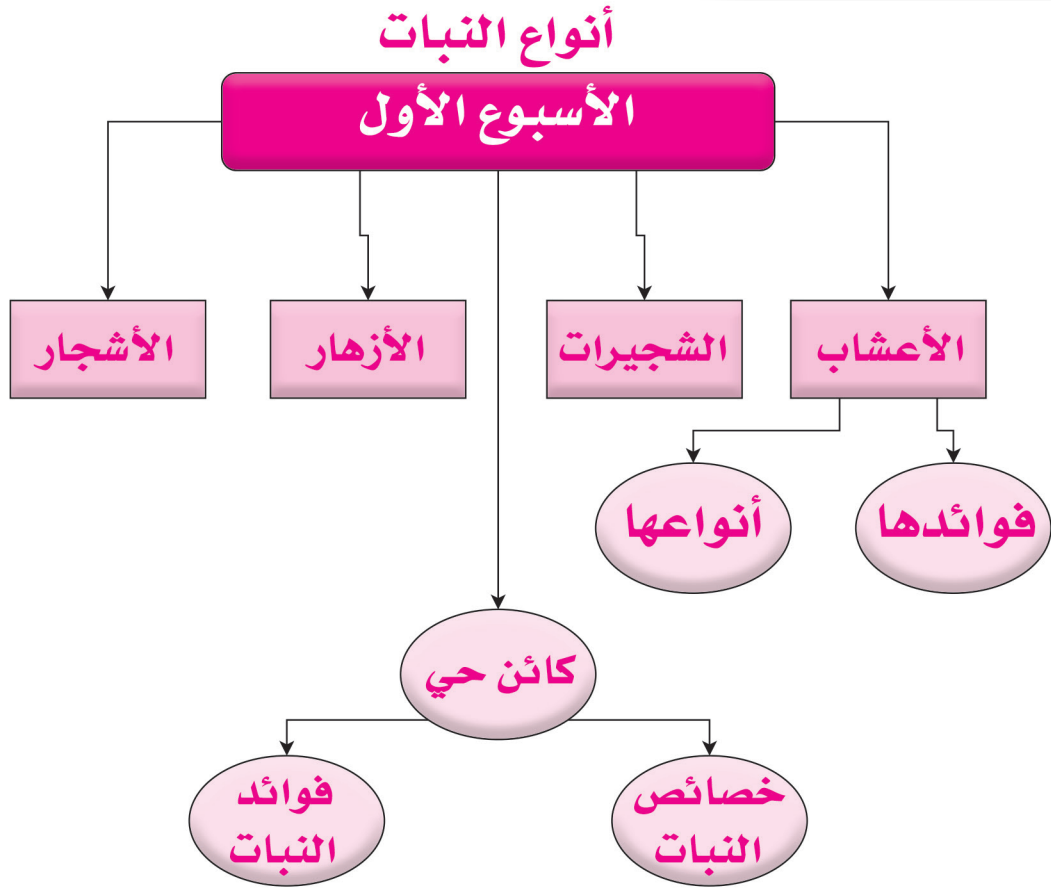 أنواع النبات
الأسبوع الأول
الأعشاب
الشجيرات
الأزهار
الأشجار
فوائدها
أنواعها
كائن حي
خصائص
النبات
فوائد
النبات